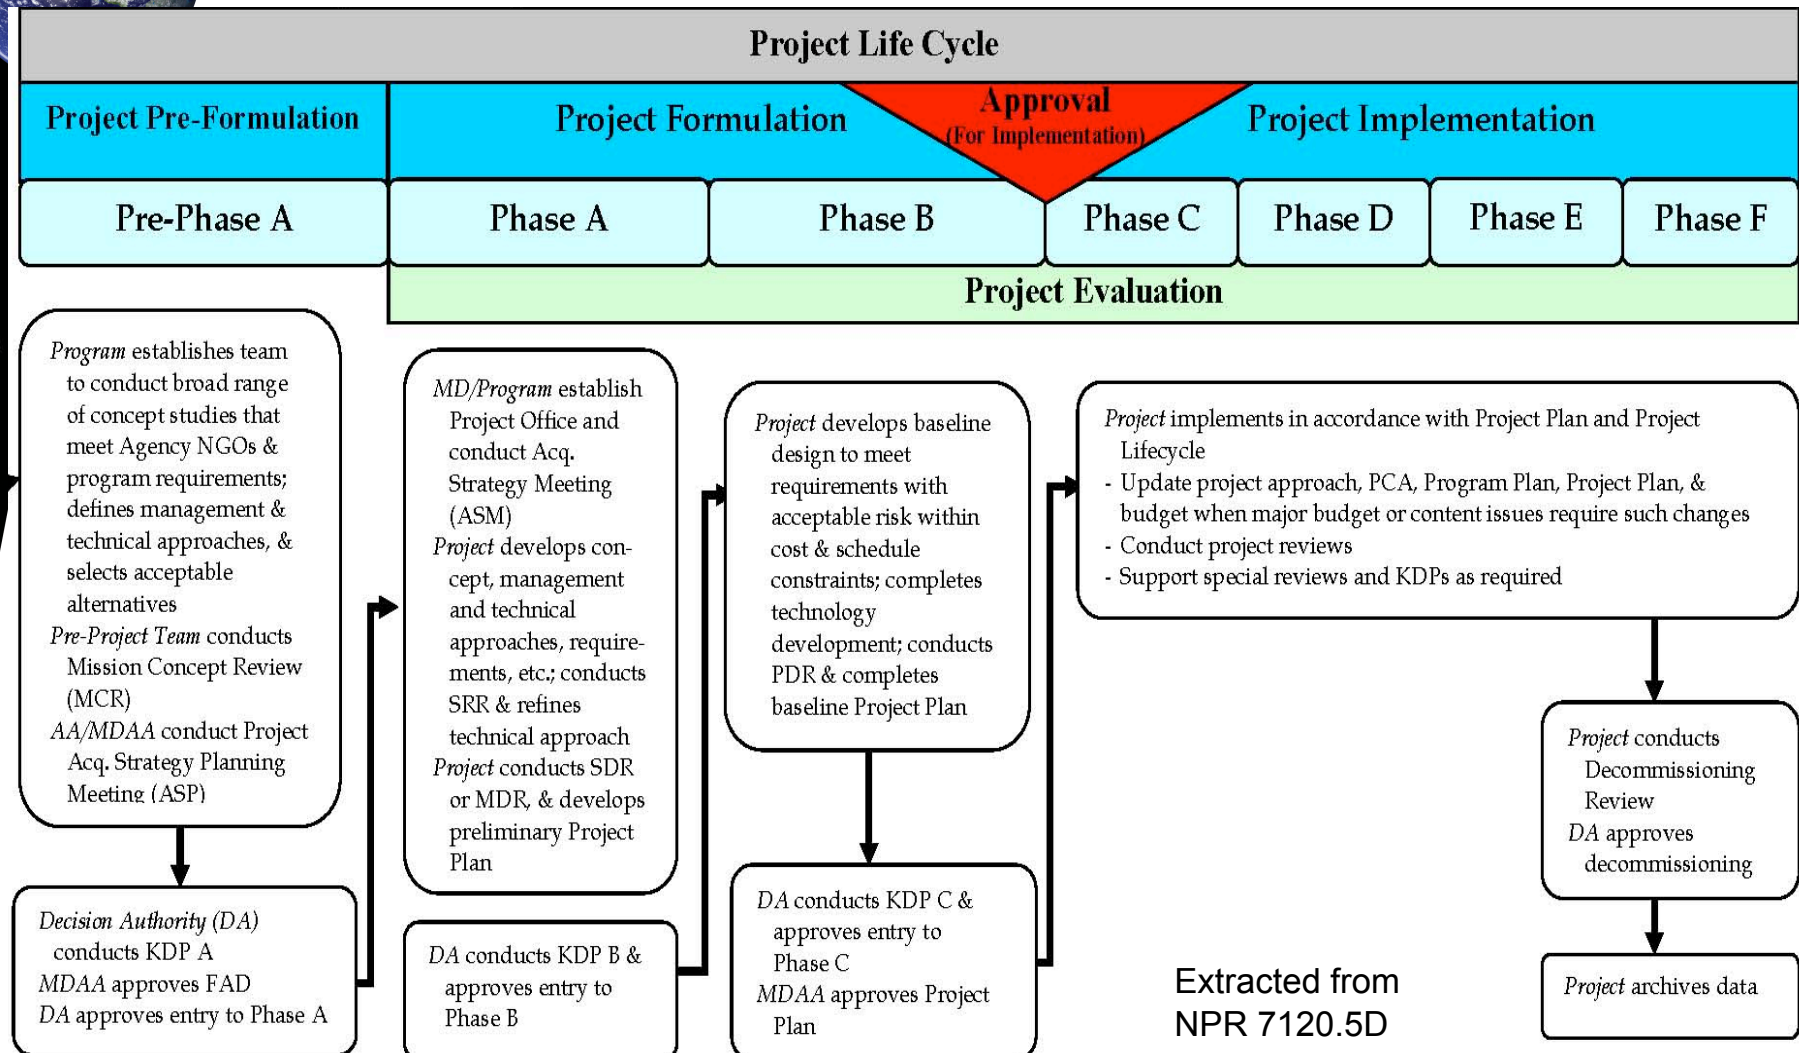 Project Life Cycle
Project Pre-Formulation
Project Formulation
Approval
(For Implementation)
Project Implementation
Pre-Phase A
Phase A
Phase B
Phase C
Phase D
Phase E
Phase F
Project Evaluation
Program establishes team
to conduct broad range
of concept studies that
meet Agency NGOs &
program requirements;
defines management &
technical approaches, &
selects acceptable
alternatives
Pre-Project Team conducts
Mission Concept Review
(MCR)
AA/MDAA conduct Project
Acq. Strategy Planning
Meeting (ASP)
Decision Authority (DA)
conducts KDP A
MDAA approves FAD
DA approves entry to Phase A
MD/Program establish
Project Office and
conduct Acq.
Strategy Meeting
(ASM)
Project develops con-
cept, management
and technical
approaches, require-
ments, etc.; conducts
SRR & refines
technical approach
Project conducts SDR
or MDR, & develops
preliminary Project
Plan
DA conducts KDP B &
approves entry to
Phase B
Project develops baseline
design to meet
requirements with
acceptable risk within
cost & schedule
constraints; completes
technology
development; conducts
PDR & completes
baseline Project Plan
DA conducts KDP C &
approves entry to
Phase C
MDAA approves Project
Plan
Project implements in accordance with Project Plan and Project
Lifecycle
- Update project approach, PCA, Program Plan, Project Plan, &
budget when major budget or content issues require such changes
- Conduct project reviews
- Support special reviews and KDPs as required
Project conducts
Decommissioning
Review
DA approves
decommissioning
Project archives data
Extracted from
NPR 7120.5D